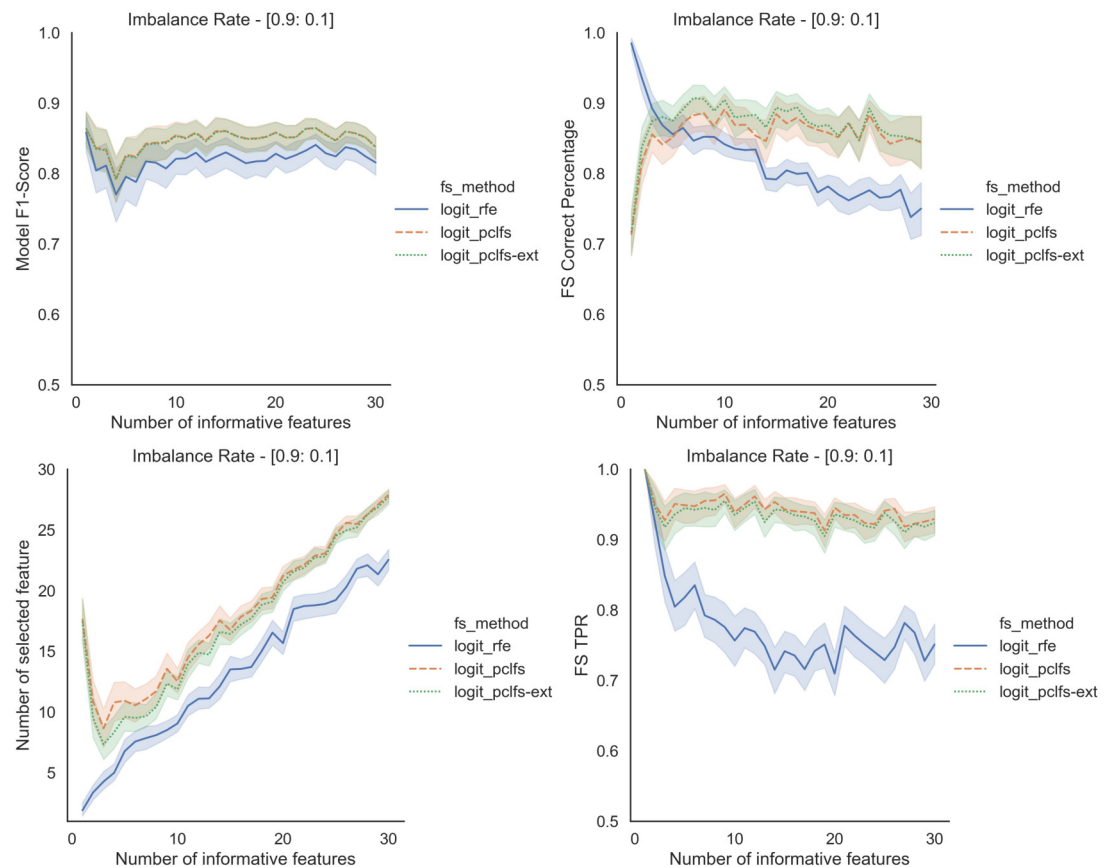 Imbalance Rate - [0.9: 0.1]
1.0
0.9
0.8
0.7
0.6
0.5
Model F1-Score
0
10
20
30
Number of informative features
fs_method
logit_rfe
logit_pclfs
logit_pclfs-ext
Imbalance Rate - [0.9: 0.1]
1.0
0.9
0.8
0.7
0.6
0.5
FS Correct Percentage
0
10
20
30
Number of informative features
fs_method
logit_rfe
logit_pclfs
logit_pclfs-ext
Imbalance Rate - [0.9: 0.1]
30
25
20
15
10
5
Number of selected feature
0
10
20
30
Number of informative features
fs_method
logit_rfe
logit_pclfs
logit_pclfs-ext
Imbalance Rate - [0.9: 0.1]
1.0
0.9
0.8
0.7
0.6
0.5
FS TPR
0
10
20
30
Number of informative features
fs_method
logit_rfe
logit_pclfs
logit_pclfs-ext